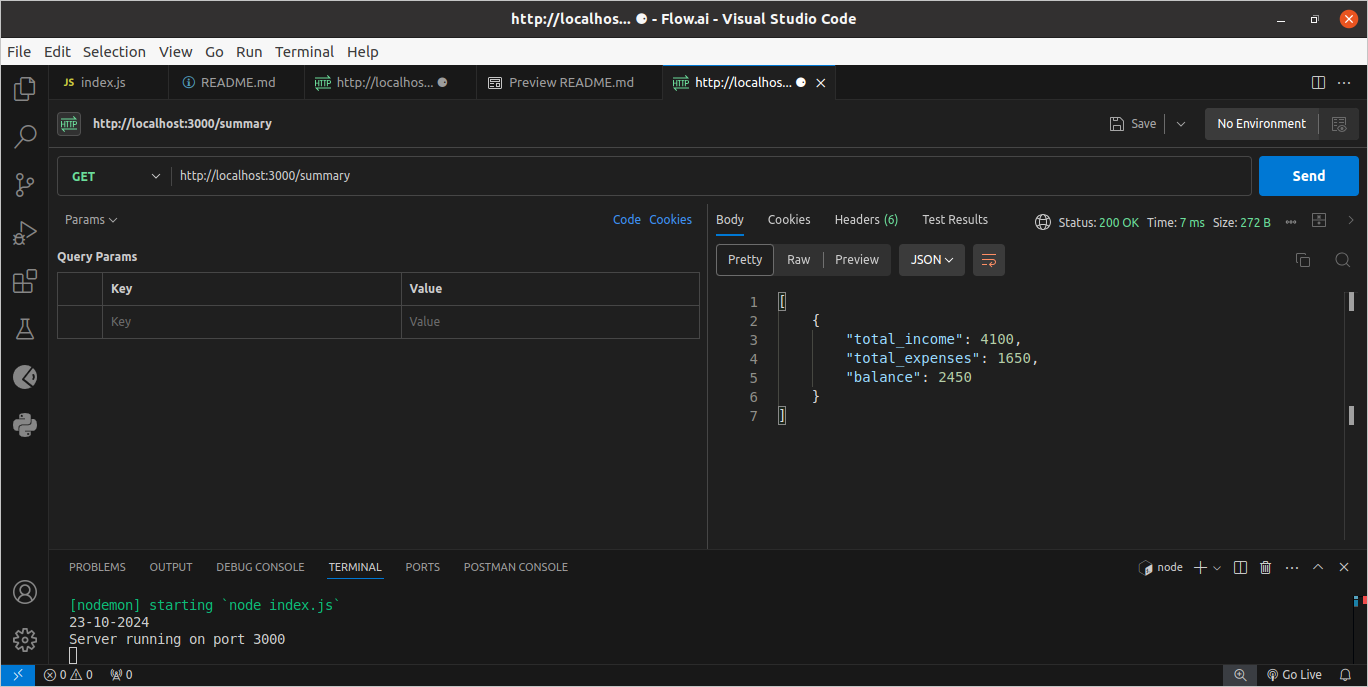 http://localhos... ● - Flow.ai - Visual Studio Code
File Edit Selection View Go Run Terminal Help
JS index.js README.md HTTP http://localhos... ● Preview README.md HTTP http://localhos... ●
HTTP http://localhost:3000/summary Save No Environment
GET http://localhost:3000/summary Send
Params Code Cookies
Query Params
Key Value
Key Value
Body Cookies Headers (6) Test Results Status: 200 OK Time: 7 ms Size: 272 B
Pretty Raw Preview JSON
1 [
2 {
3 "total_income": 4100,
4 "total_expenses": 1650,
5 "balance": 2450
6 }
7 ]
PROBLEMS OUTPUT DEBUG CONSOLE TERMINAL PORTS POSTMAN CONSOLE node
[nodemon] starting `node index.js`
23-10-2024
Server running on port 3000
0 0 0 Go Live